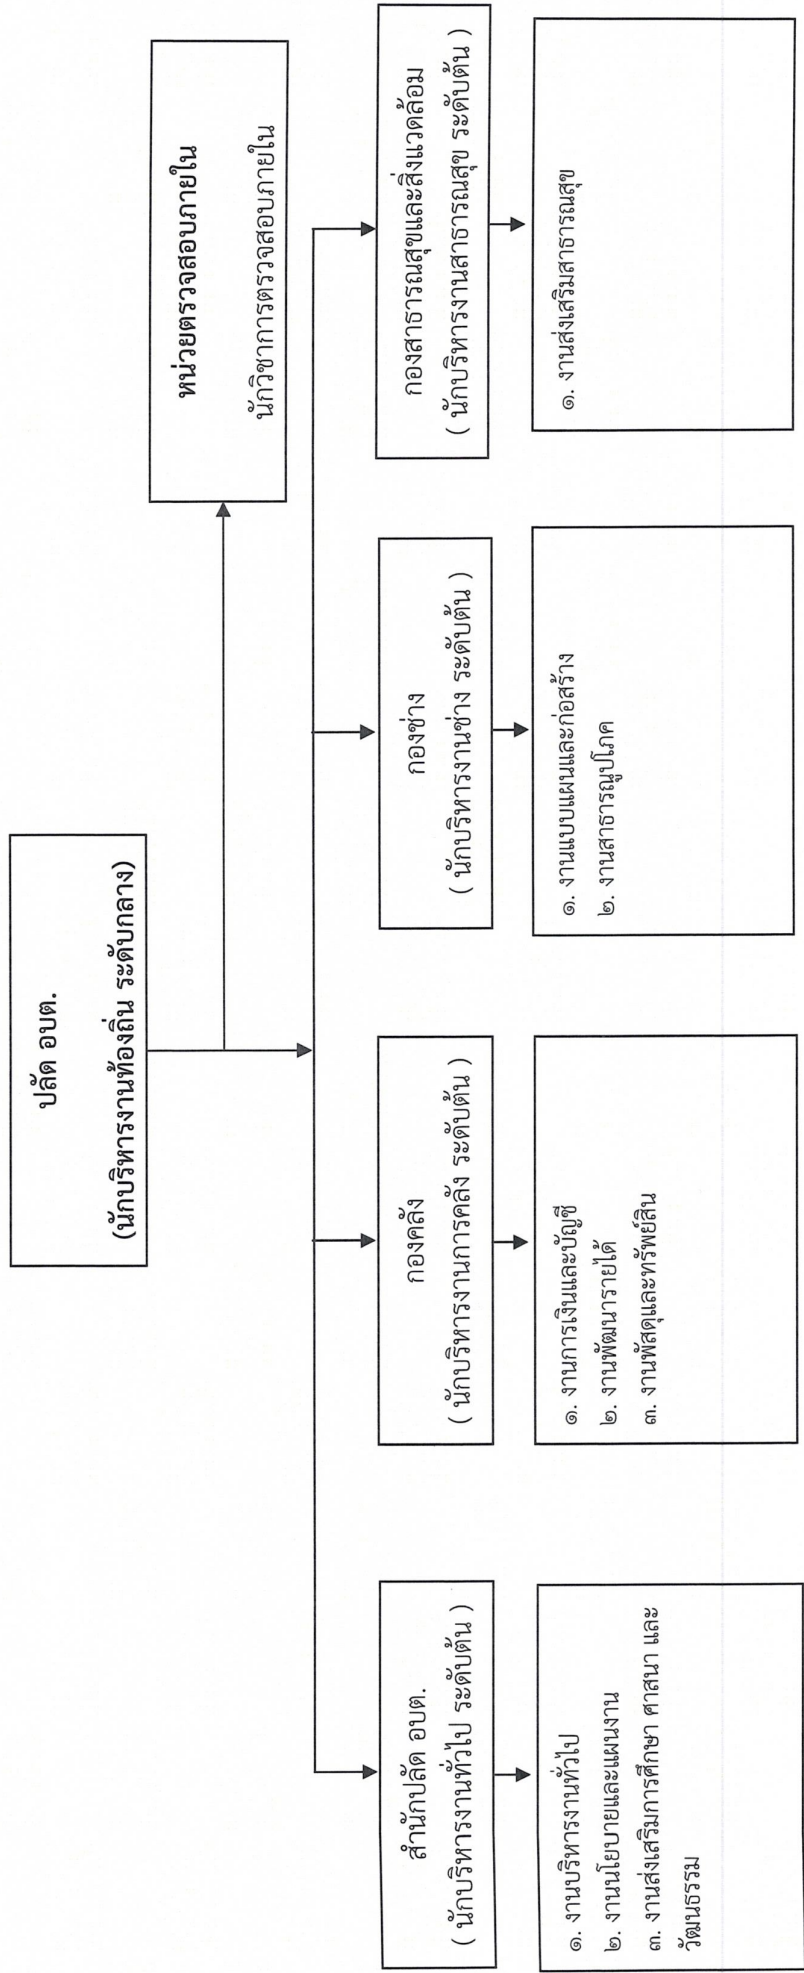 ปลัด อบต.
(นักบริหารงานท้องถิ่น ระดับกลาง)
หน่วยตรวจสอบภายใน
นักวิชาการตรวจสอบภายใน
สำนักปลัด อบต.
( นักบริหารงานทั่วไป ระดับต้น )
๑. งานบริหารงานทั่วไป
๒. งานนโยบายและแผนงาน
๓. งานส่งเสริมการศึกษา ศาสนา และ
วัฒนธรรม
กองคลัง
( นักบริหารงานการคลัง ระดับต้น )
๑. งานการเงินและบัญชี
๒. งานพัฒนารายได้
๓. งานพัสดุและทรัพย์สิน
กองช่าง
( นักบริหารงานช่าง ระดับต้น )
๑. งานแบบแผนและก่อสร้าง
๒. งานสาธารณูปโภค
กองสาธารณสุขและสิ่งแวดล้อม
( นักบริหารงานสาธารณสุข ระดับต้น )
๑. งานส่งเสริมสาธารณสุข